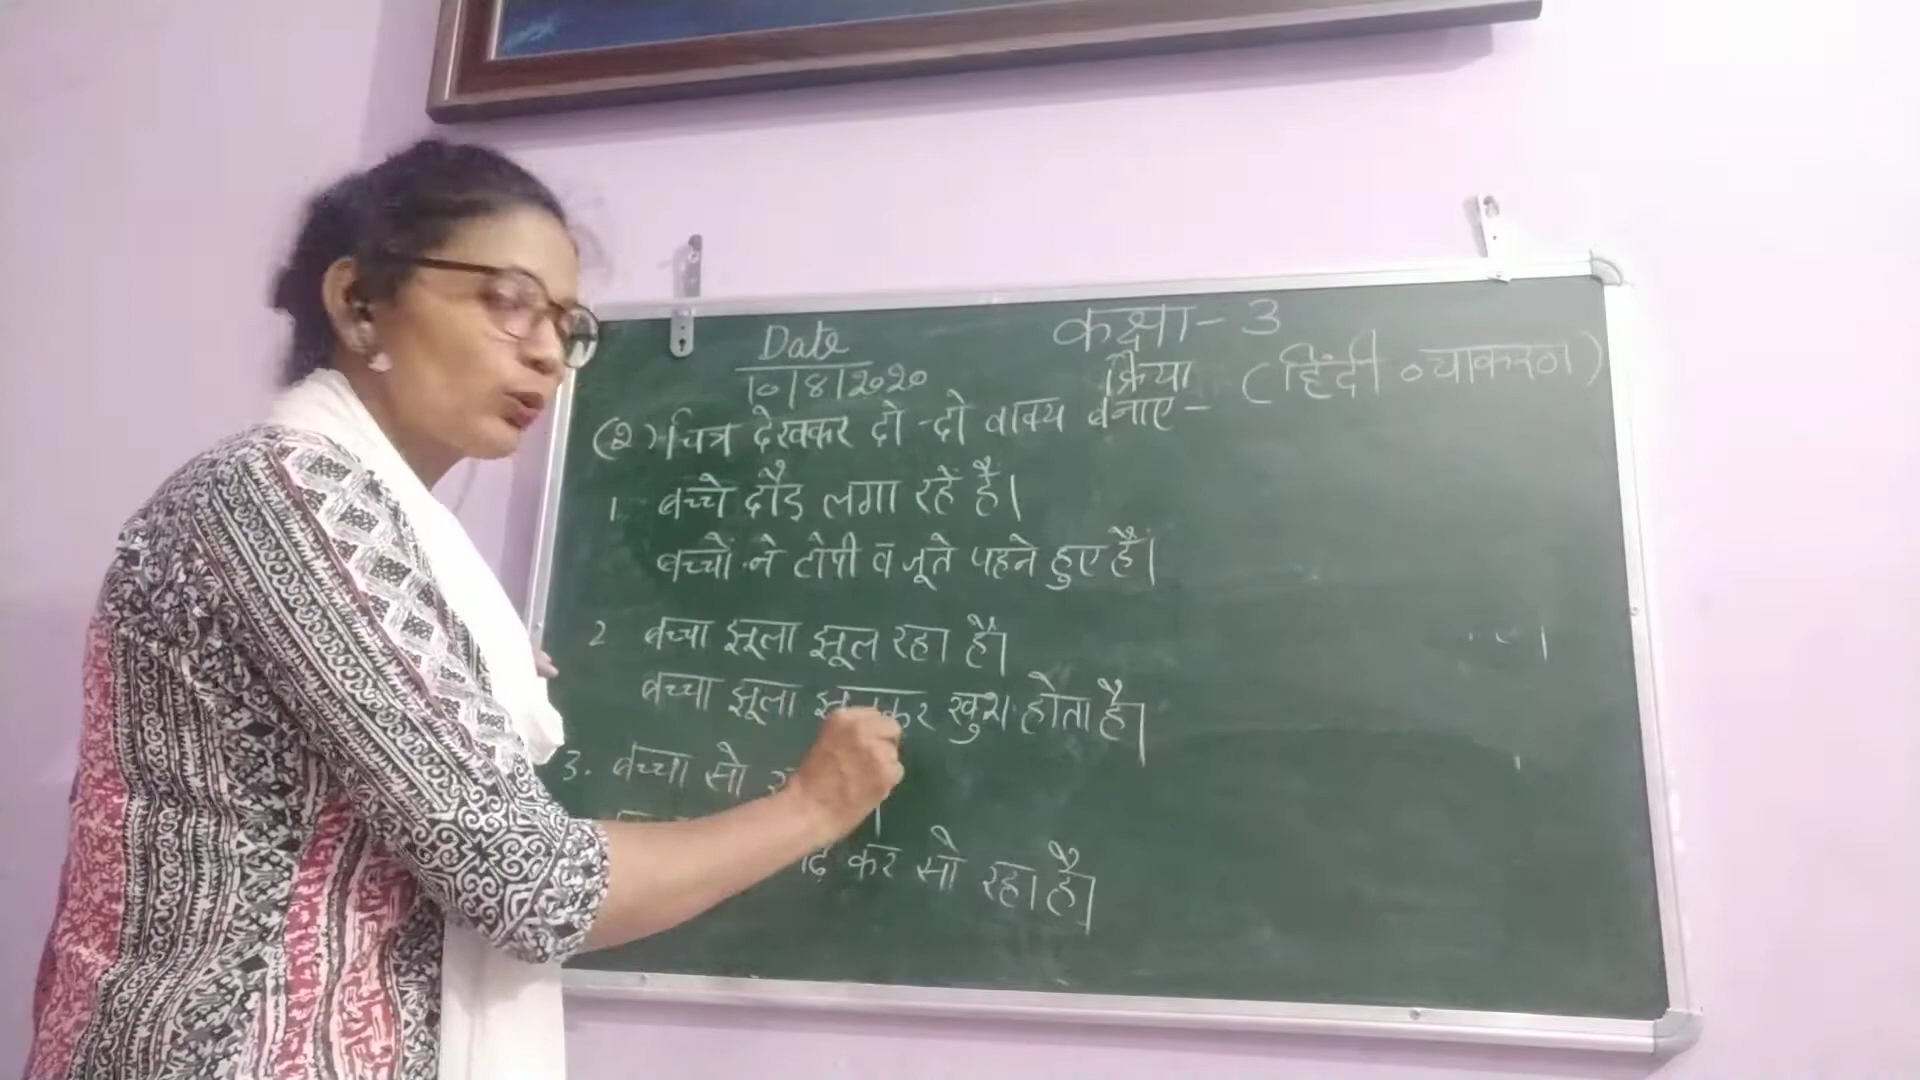 Date
10/8/2020
कक्षा - 3
क्रिया (हिंदी व्याकरण)
(2) चित्र देखकर दो-दो वाक्य बनाए -
1. बच्चे दौड़ लगा रहें हैं।
बच्चों ने टोपी व जूते पहने हुए हैं।
2 बच्चा झूला झूल रहा है।
बच्चा झूला खुश होता है।
3. बच्चा सो
कर सो रहा है।